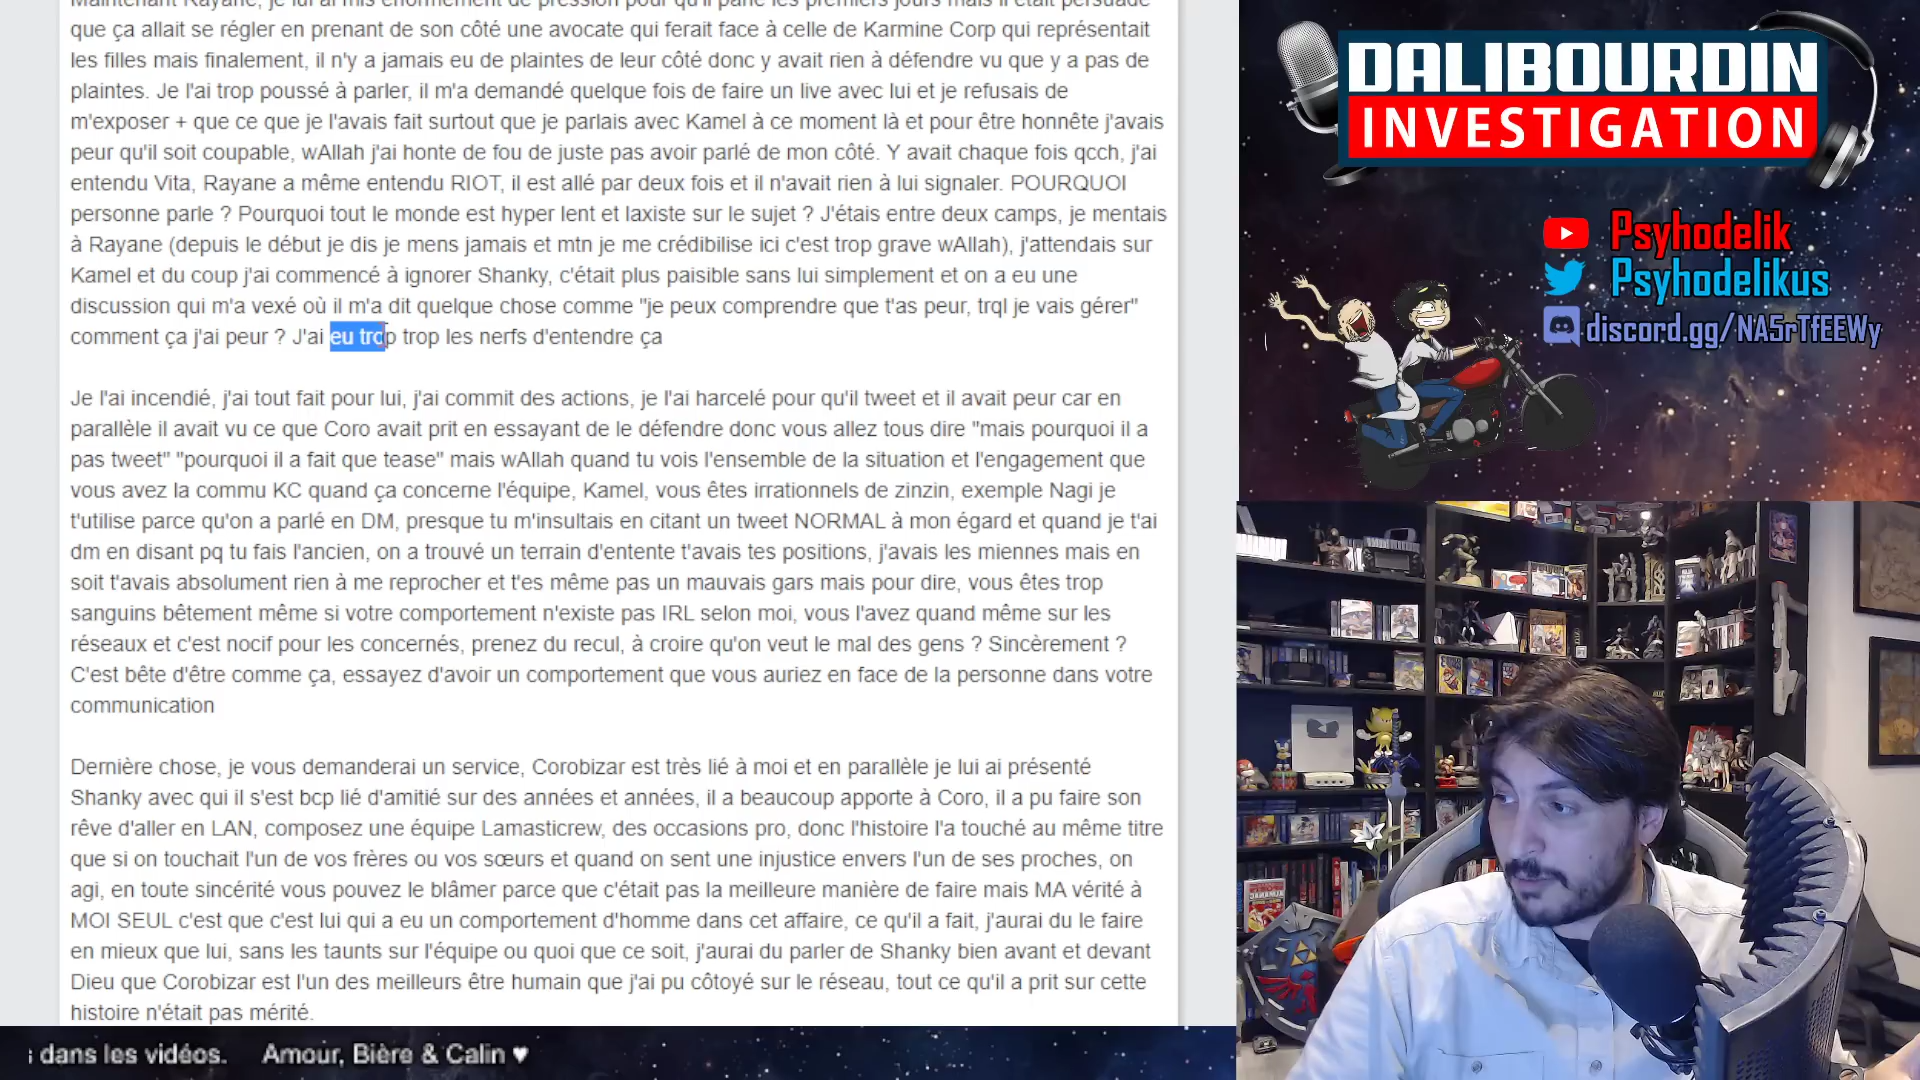 Maintenant Rayane, je lui ai mis énormément de pression pour qu'il parle les premiers jours mais il était persuadé
que ça allait se régler en prenant de son côté une avocate qui ferait face à celle de Karmine Corp qui représentait
les filles mais finalement, il n'y a jamais eu de plaintes de leur côté donc y avait rien à défendre vu que y a pas de
plaintes. Je l'ai trop poussé à parler, il m'a demandé quelque fois de faire un live avec lui et je refusais de
m'exposer + que ce que je l'avais fait surtout que je parlais avec Kamel à ce moment là et pour être honnête j'avais
peur qu'il soit coupable, wAllah j'ai honte de fou de juste pas avoir parlé de mon côté. Y avait chaque fois qcch, j'ai
entendu Vita, Rayane a même entendu RIOT, il est allé par deux fois et il n'avait rien à lui signaler. POURQUOI
personne parle ? Pourquoi tout le monde est hyper lent et laxiste sur le sujet ? J'étais entre deux camps, je mentais
à Rayane (depuis le début je dis je mens jamais et mtn je me crédibilise ici c'est trop grave wAllah), j'attendais sur
Kamel et du coup j'ai commencé à ignorer Shanky, c'était plus paisible sans lui simplement et on a eu une
discussion qui m'a vexé où il m'a dit quelque chose comme "je peux comprendre que t'as peur, trql je vais gérer"
comment ça j'ai peur ? J'ai eu trop trop les nerfs d'entendre ça
Je l'ai incendié, j'ai tout fait pour lui, j'ai commit des actions, je l'ai harcelé pour qu'il tweet et il avait peur car en
parallèle il avait vu ce que Coro avait prit en essayant de le défendre donc vous allez tous dire "mais pourquoi il a
pas tweet" "pourquoi il a fait que tease" mais wAllah quand tu vois l'ensemble de la situation et l'engagement que
vous avez la commu KC quand ça concerne l'équipe, Kamel, vous êtes irrationnels de zinzin, exemple Nagi je
t'utilise parce qu'on a parlé en DM, presque tu m'insultais en citant un tweet NORMAL à mon égard et quand je t'ai
dm en disant pq tu fais l'ancien, on a trouvé un terrain d'entente t'avais tes positions, j'avais les miennes mais en
soit t'avais absolument rien à me reprocher et t'es même pas un mauvais gars mais pour dire, vous êtes trop
sanguins bêtement même si votre comportement n'existe pas IRL selon moi, vous l'avez quand même sur les
réseaux et c'est nocif pour les concernés, prenez du recul, à croire qu'on veut le mal des gens ? Sincèrement ?
C'est bête d'être comme ça, essayez d'avoir un comportement que vous auriez en face de la personne dans votre
communication
Dernière chose, je vous demanderai un service, Corobizar est très lié à moi et en parallèle je lui ai présenté
Shanky avec qui il s'est bcp lié d'amitié sur des années et années, il a beaucoup apporte à Coro, il a pu faire son
rêve d'aller en LAN, composez une équipe Lamasticrew, des occasions pro, donc l'histoire l'a touché au même titre
que si on touchait l'un de vos frères ou vos sœurs et quand on sent une injustice envers l'un de ses proches, on
agi, en toute sincérité vous pouvez le blâmer parce que c'était pas la meilleure manière de faire mais MA vérité à
MOI SEUL c'est que c'est lui qui a eu un comportement d'homme dans cet affaire, ce qu'il a fait, j'aurai du le faire
en mieux que lui, sans les taunts sur l'équipe ou quoi que ce soit, j'aurai du parler de Shanky bien avant et devant
Dieu que Corobizar est l'un des meilleurs être humain que j'ai pu côtoyé sur le réseau, tout ce qu'il a prit sur cette
histoire n'était pas mérité.
dans les vidéos. Amour, Bière & Calin ♥
DALIBOURDIN
INVESTIGATION
Psyhodelik
Psyhodelikus
discord.gg/NA5rTfEEWy